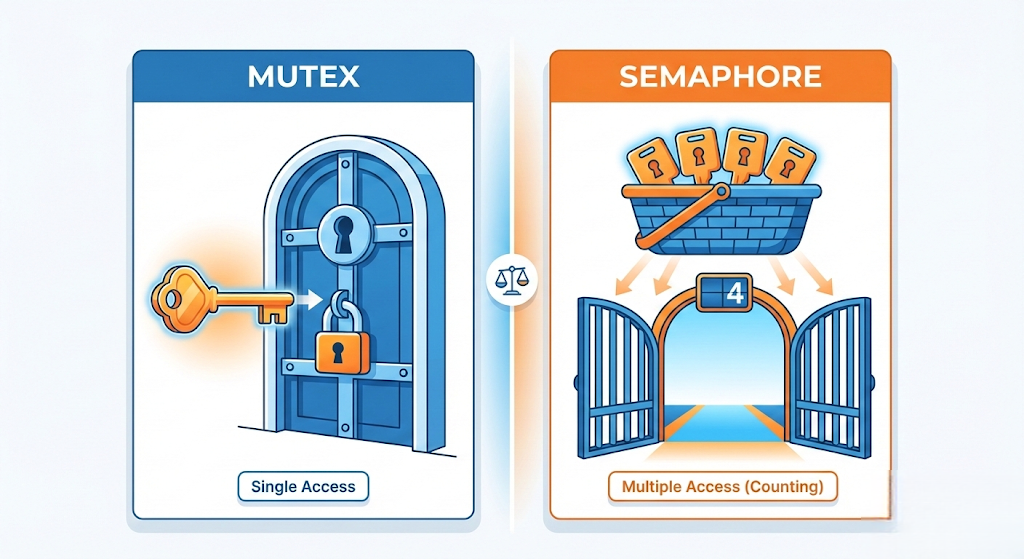 MUTEX
Single Access
SEMAPHORE
4
Multiple Access (Counting)